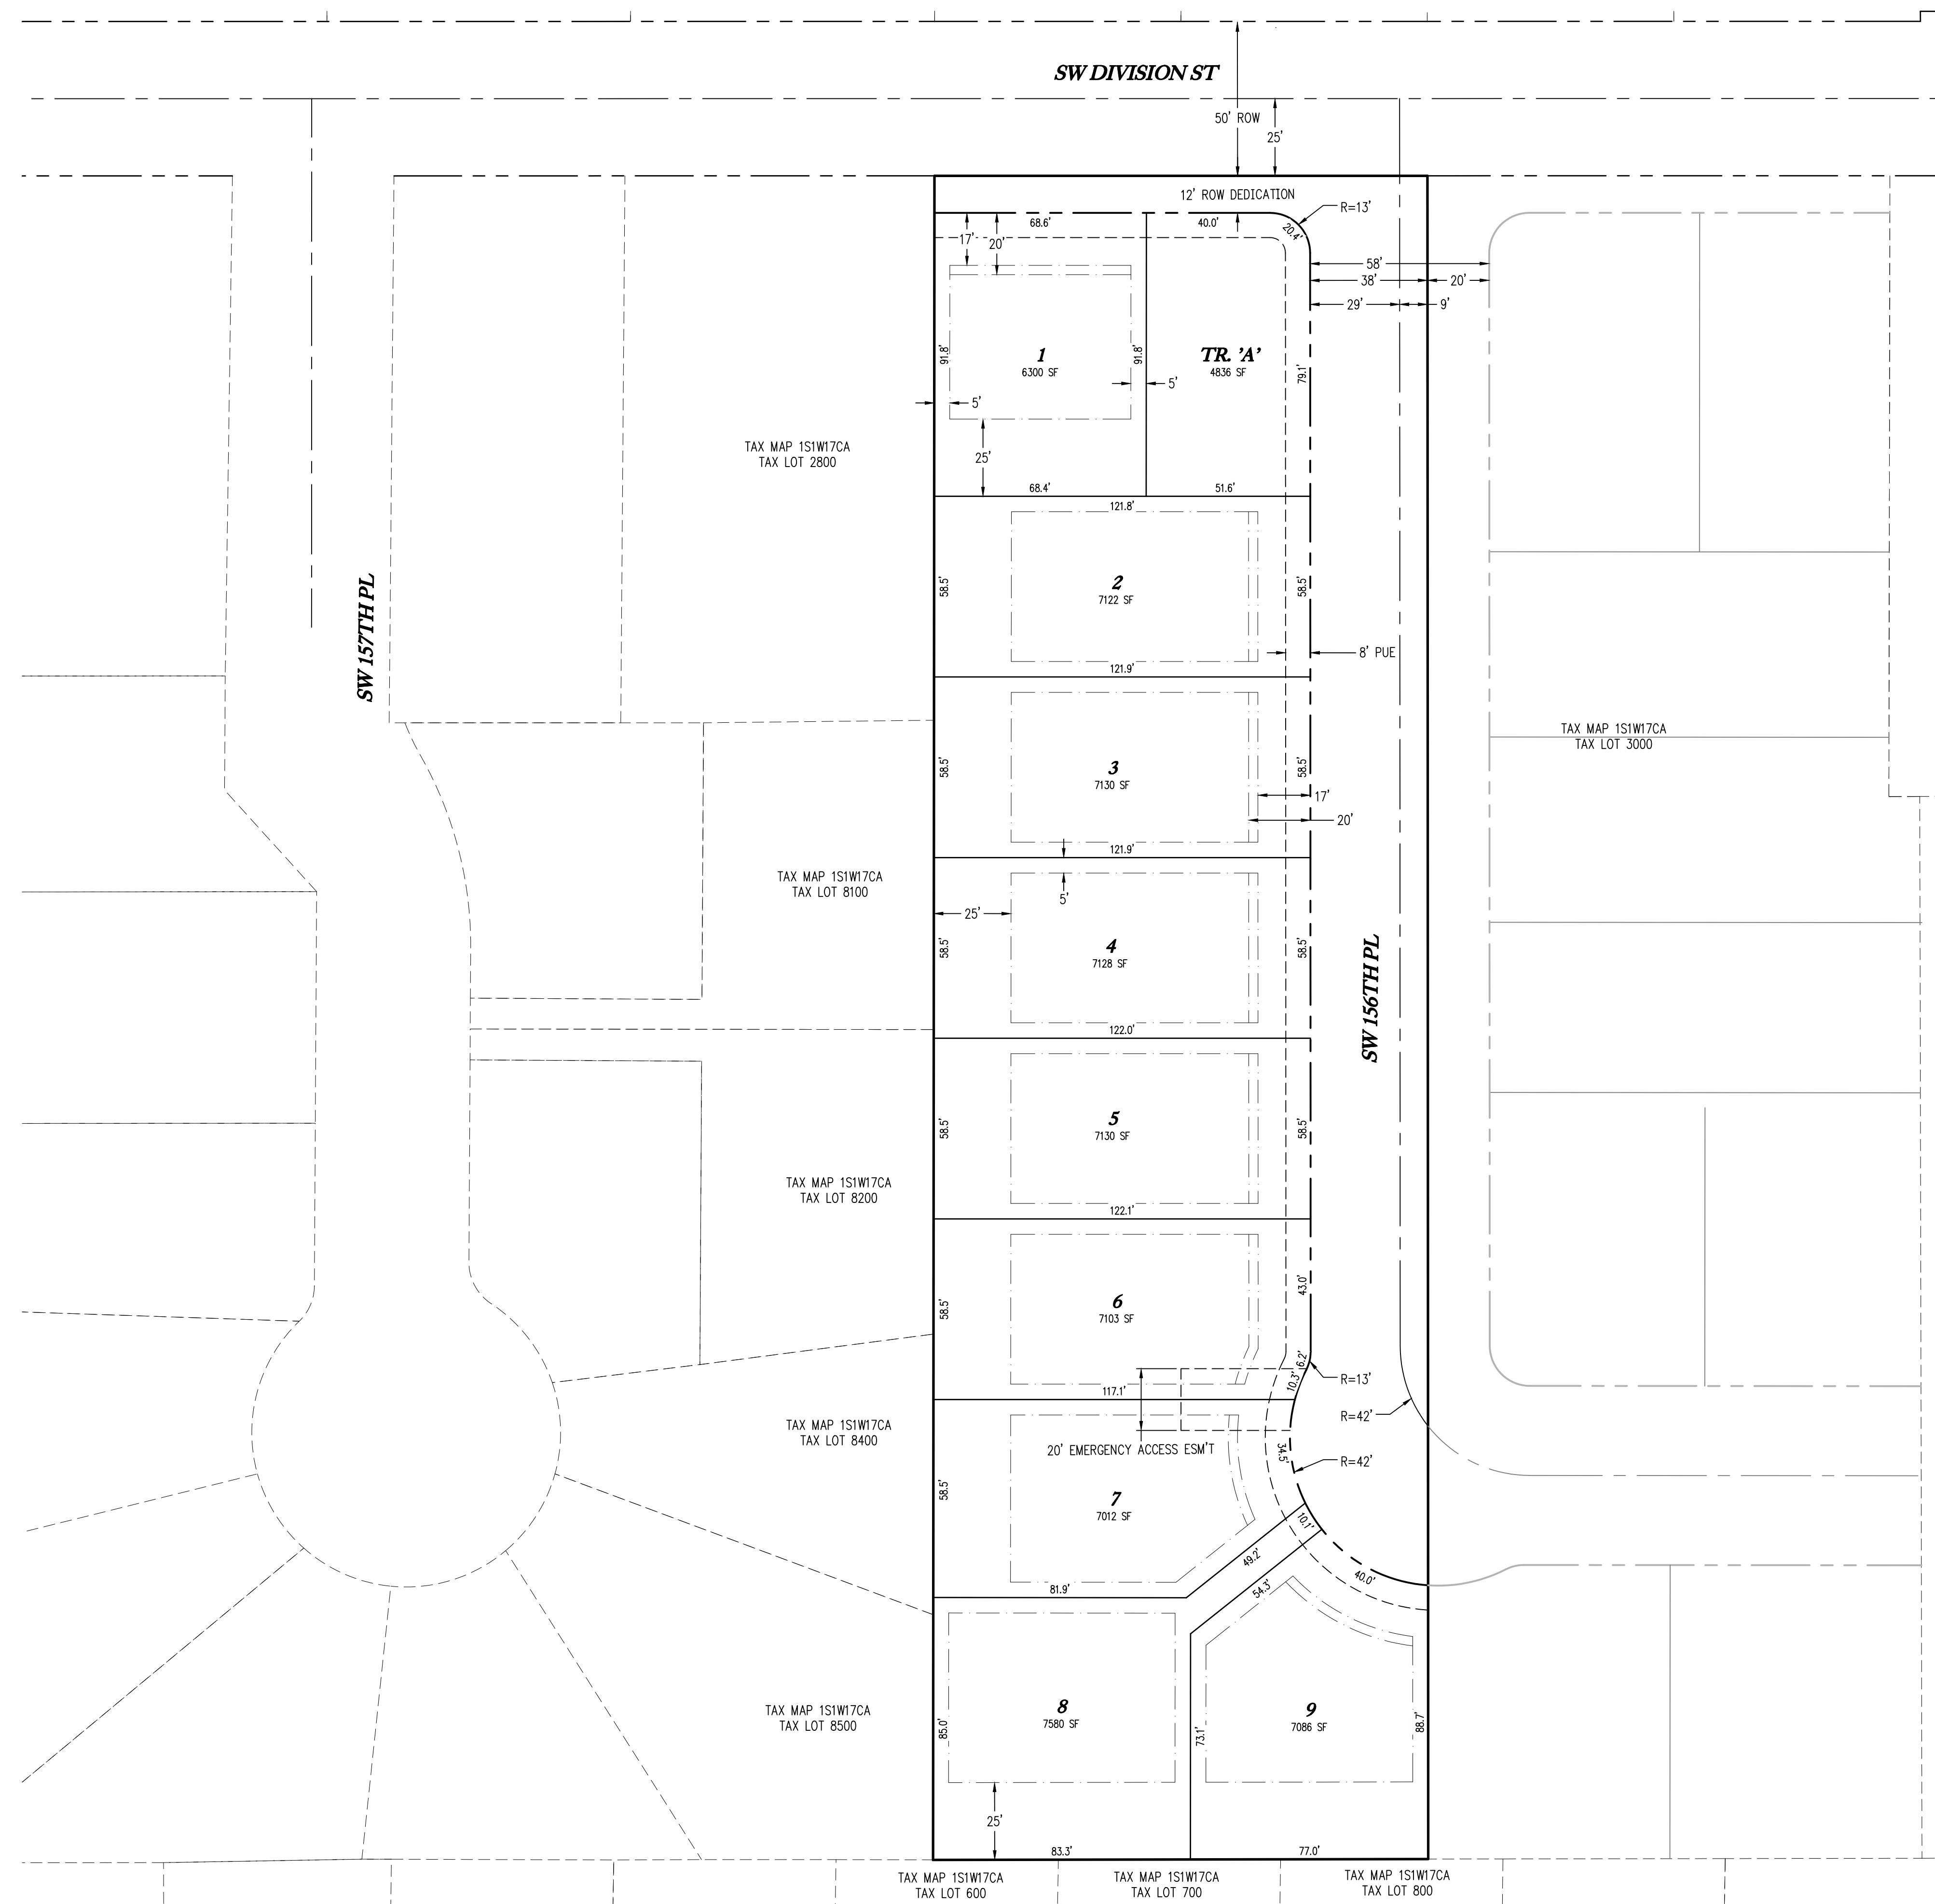 SW DIVISION ST
50' ROW
25'
12' ROW DEDICATION
R=13'
68.6'
40.0'
20.4'
17'
20'
58'
38'
20'
29'
9'
91.8'
1
6300 SF
91.8'
TR. 'A'
4836 SF
79.1'
5'
5'
25'
TAX MAP 1S1W17CA
TAX LOT 2800
68.4'
51.6'
121.8'
SW 157TH PL
58.5'
2
7122 SF
58.5'
8' PUE
121.9'
58.5'
3
7130 SF
58.5'
17'
20'
TAX MAP 1S1W17CA
TAX LOT 3000
121.9'
5'
TAX MAP 1S1W17CA
TAX LOT 8100
25'
58.5'
4
7128 SF
58.5'
SW 156TH PL
122.0'
58.5'
5
7130 SF
58.5'
TAX MAP 1S1W17CA
TAX LOT 8200
122.1'
58.5'
6
7103 SF
43.0'
6.2'
10.3'
R=13'
117.1'
R=42'
TAX MAP 1S1W17CA
TAX LOT 8400
20' EMERGENCY ACCESS ESM'T
34.5'
R=42'
58.5'
7
7012 SF
10.1'
49.2'
40.0'
54.3'
81.9'
TAX MAP 1S1W17CA
TAX LOT 8500
85.0'
8
7580 SF
73.1'
9
7086 SF
88.7'
25'
83.3'
77.0'
TAX MAP 1S1W17CA
TAX LOT 600
TAX MAP 1S1W17CA
TAX LOT 700
TAX MAP 1S1W17CA
TAX LOT 800